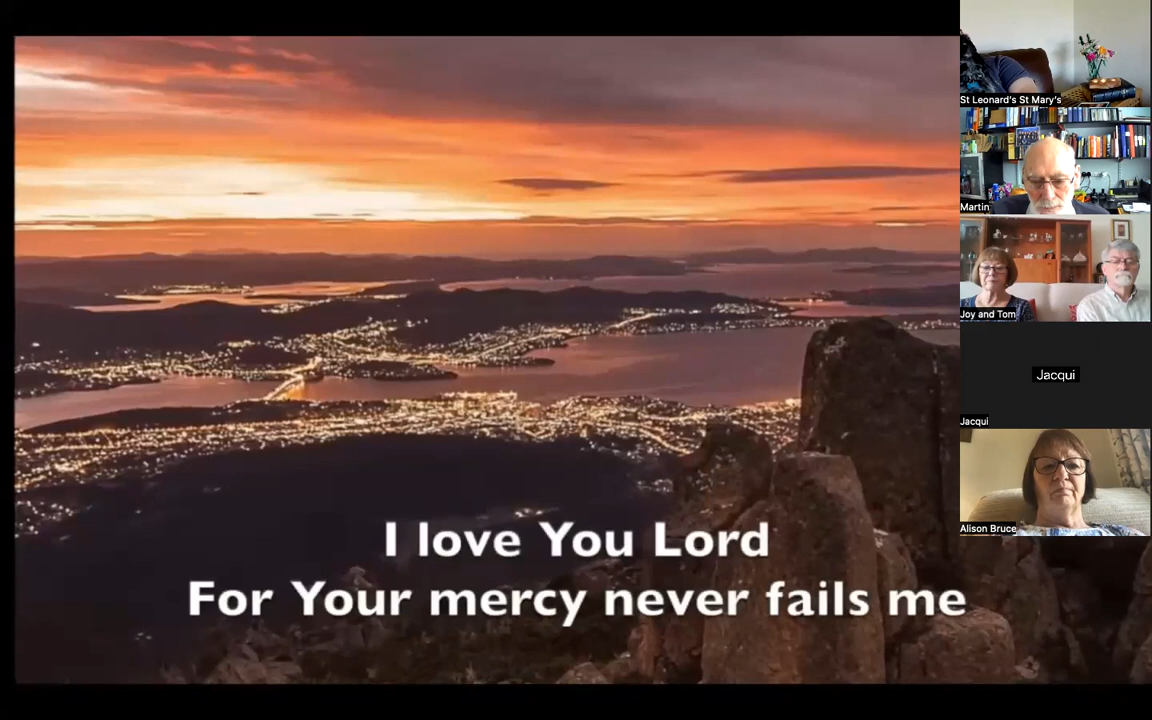 I love You Lord
For Your mercy never fails me
St Leonard's St Mary's
Martin
Joy and Tom
Jacqui
Jacqui
Alison Bruce